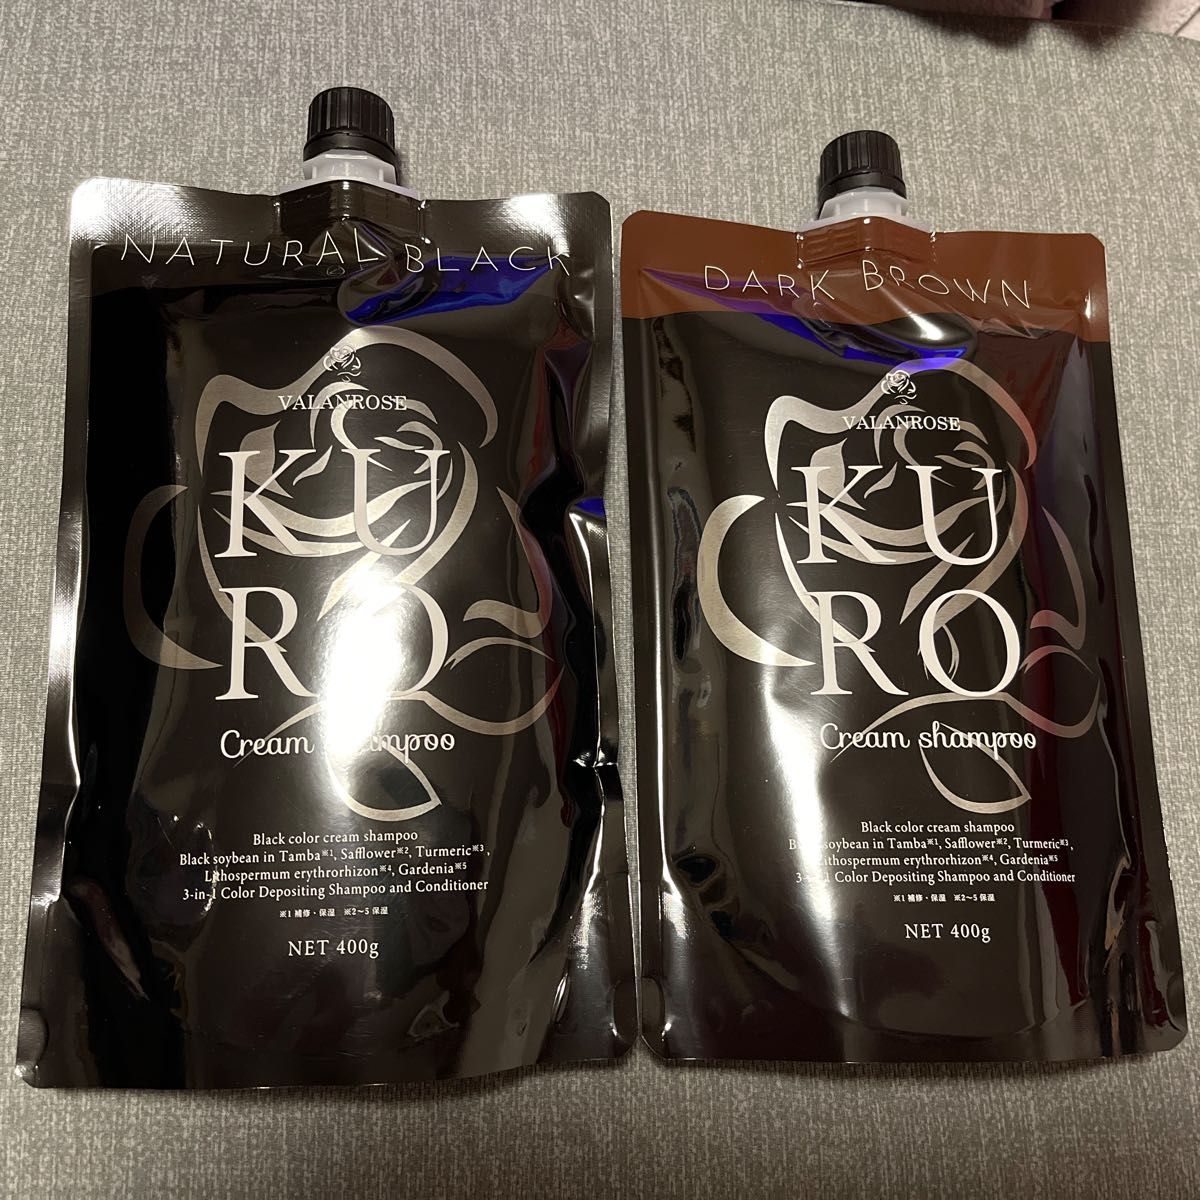 NATURAL BLACK
VALANROSE
KU
RO
Cream shampoo
Black color cream shampoo
Black soybean in Tamba※1, Safflower※2, Turmeric※3,
Lithospermum erythrorhizon※4, Gardenia※5
3-in-1 Color Depositing Shampoo and Conditioner
※1 補修・保湿 ※2～5 保湿
NET 400g
DARK BROWN
VALANROSE
KU
RO
Cream shampoo
Black color cream shampoo
Black soybean in Tamba※1, Safflower※2, Turmeric※3,
Lithospermum erythrorhizon※4, Gardenia※5
3-in-1 Color Depositing Shampoo and Conditioner
※1 補修・保湿 ※2～5 保湿
NET 400g